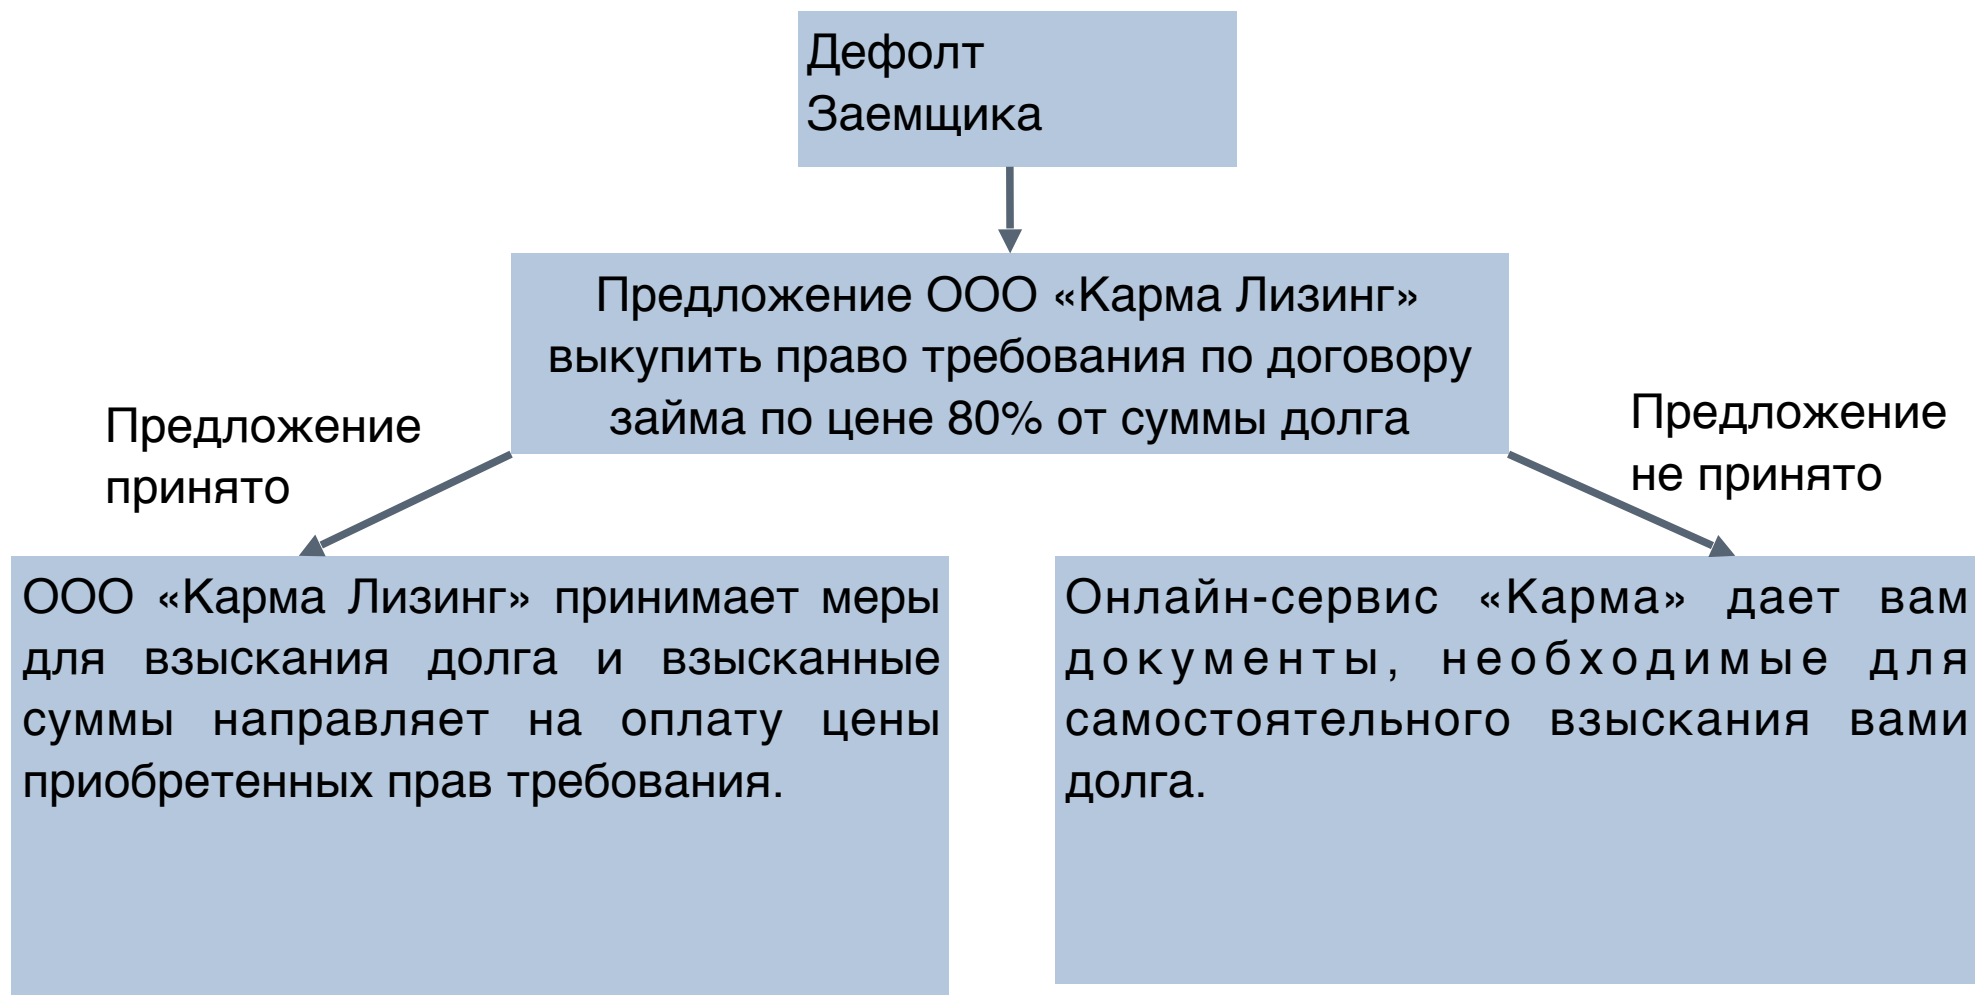 Дефолт
Заемщика
Предложение ООО «Карма Лизинг»
выкупить право требования по договору
займа по цене 80% от суммы долга
Предложение
принято
Предложение
не принято
ООО «Карма Лизинг» принимает меры
для взыскания долга и взысканные
суммы направляет на оплату цены
приобретенных прав требования.
Онлайн-сервис «Карма» дает вам
документы, необходимые для
самостоятельного взыскания вами
долга.